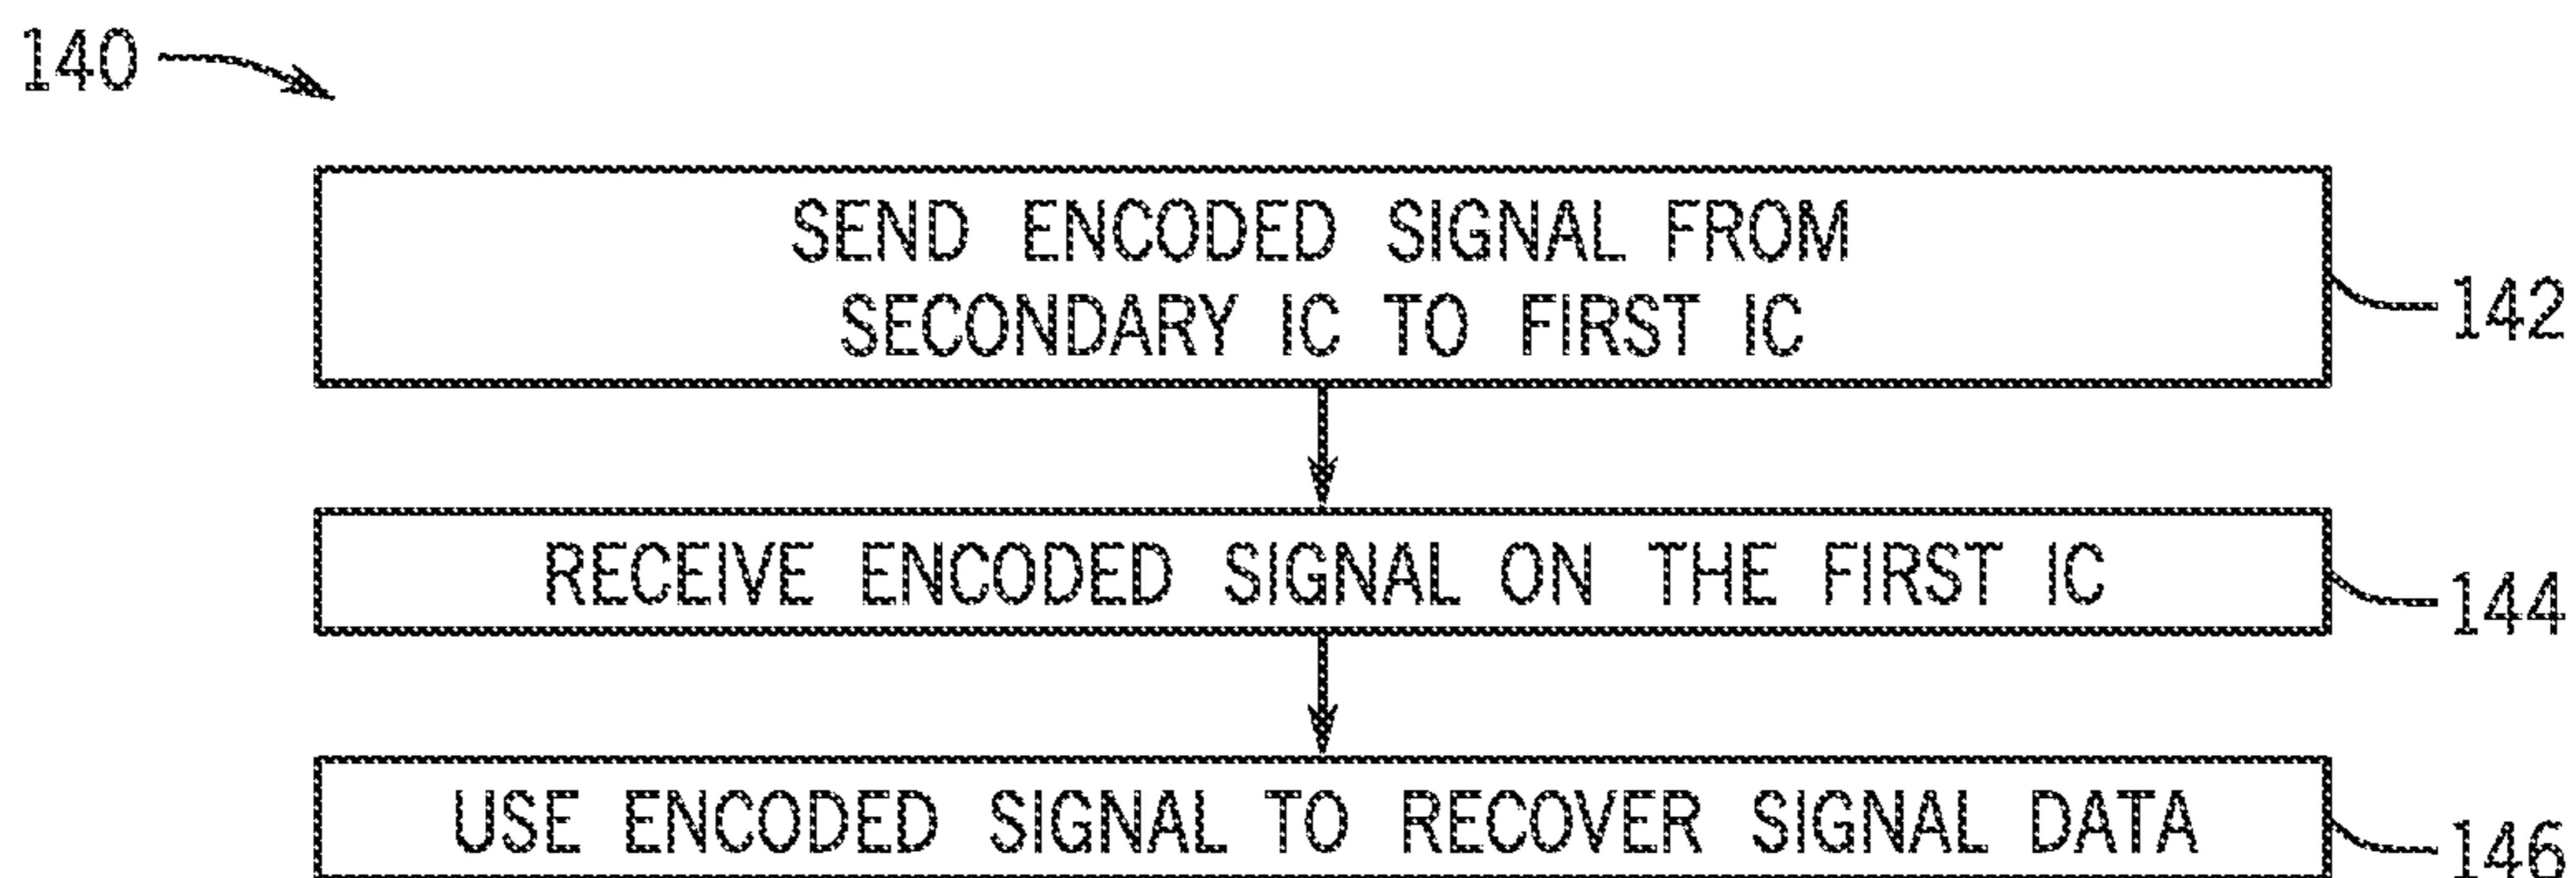 140
SEND ENCODED SIGNAL FROM
SECONDARY IC TO FIRST IC
142
RECEIVE ENCODED SIGNAL ON THE FIRST IC
144
USE ENCODED SIGNAL TO RECOVER SIGNAL DATA
146